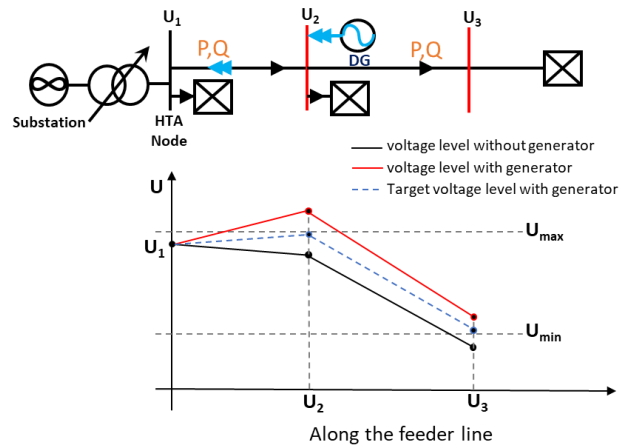 U1
U2
U3
P,Q
DG
P,Q
Substation
HTA
Node
voltage level without generator
voltage level with generator
Target voltage level with generator
U
Umax
U1
Umin
U2
U3
Along the feeder line